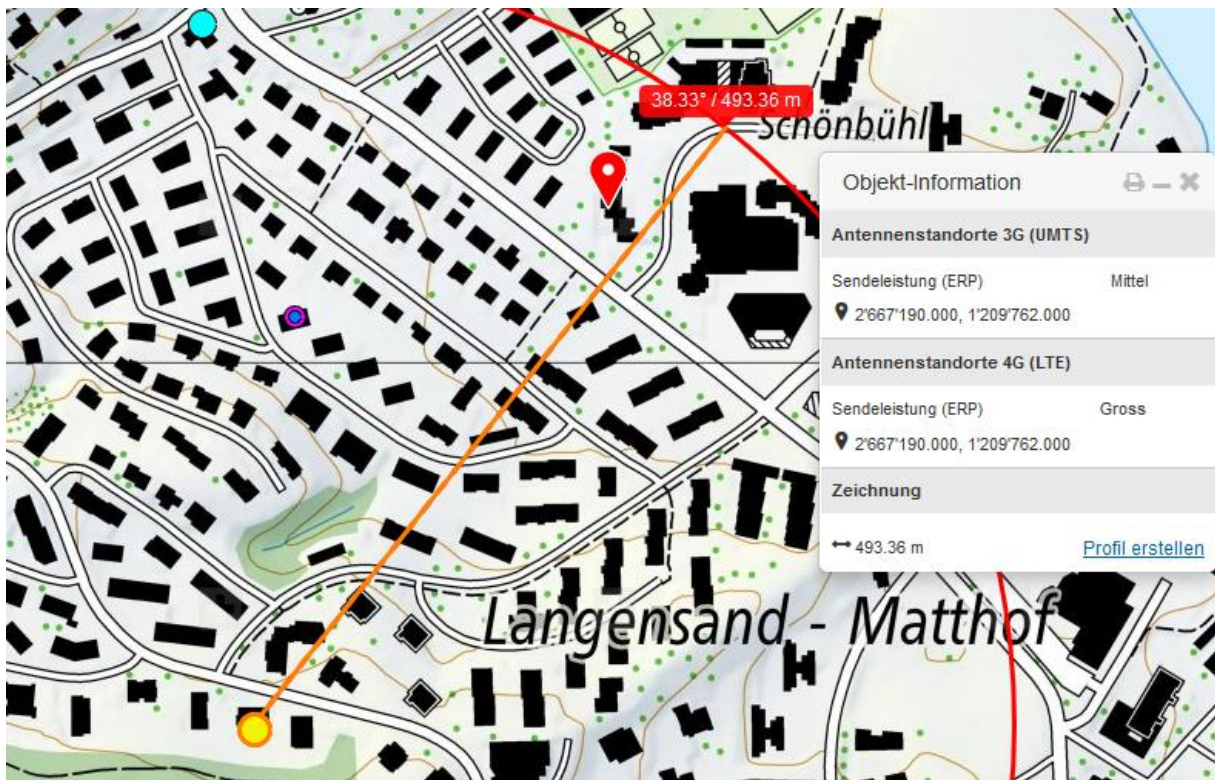 38.33° / 493.36 m
Schönbühl
Objekt-Information
Antennenstandorte 3G (UMTS)
Sendeleistung (ERP) Mittel
2'667'190.000, 1'209'762.000
Antennenstandorte 4G (LTE)
Sendeleistung (ERP) Gross
2'667'190.000, 1'209'762.000
Zeichnung
493.36 m Profil erstellen
Langensand - Matthof